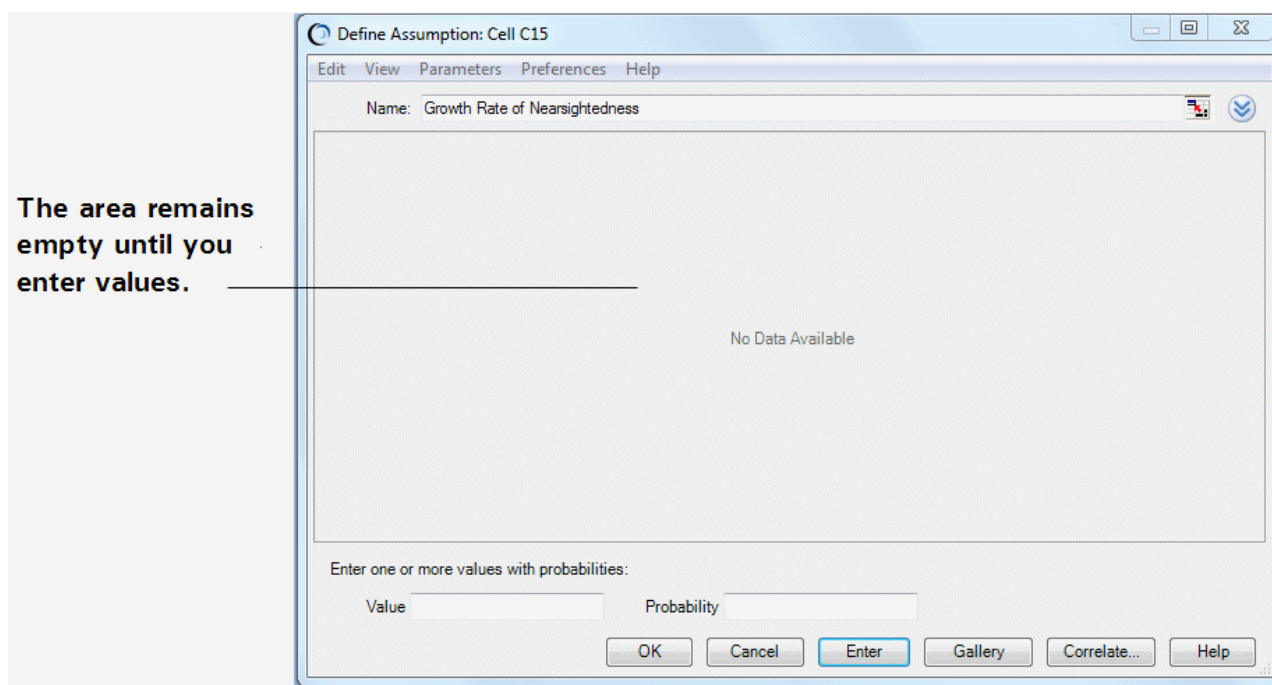 Define Assumption: Cell C15
Edit View Parameters Preferences Help
Name: Growth Rate of Nearsightedness
The area remains
empty until you
enter values.
No Data Available
Enter one or more values with probabilities:
Value Probability
OK Cancel Enter Gallery Correlate... Help